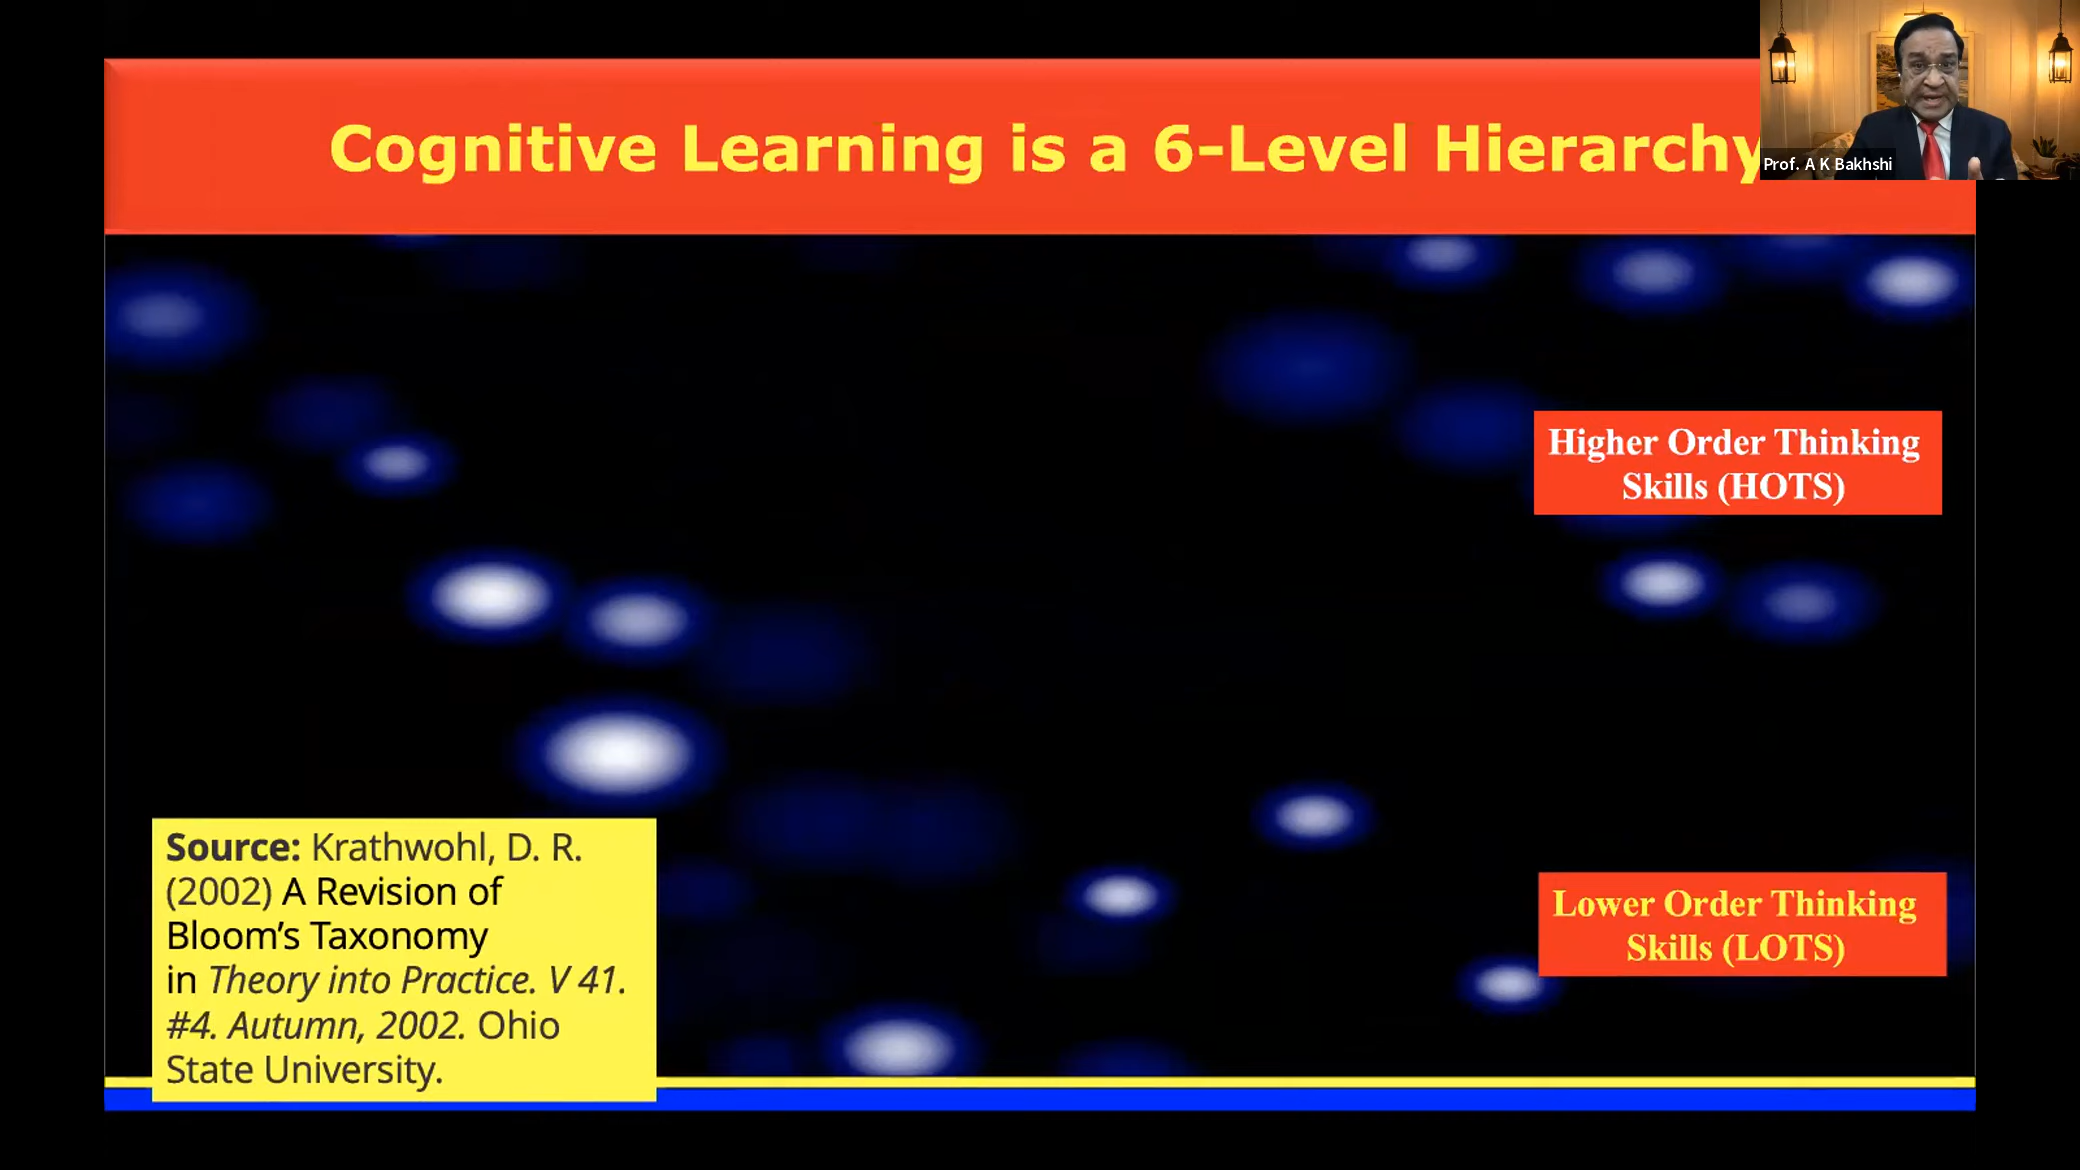 Cognitive Learning is a 6-Level Hierarchy
Prof. A K Bakhshi
Higher Order Thinking
Skills (HOTS)
Source: Krathwohl, D. R.
(2002) A Revision of
Bloom’s Taxonomy
in Theory into Practice. V 41.
#4. Autumn, 2002. Ohio
State University.
Lower Order Thinking
Skills (LOTS)